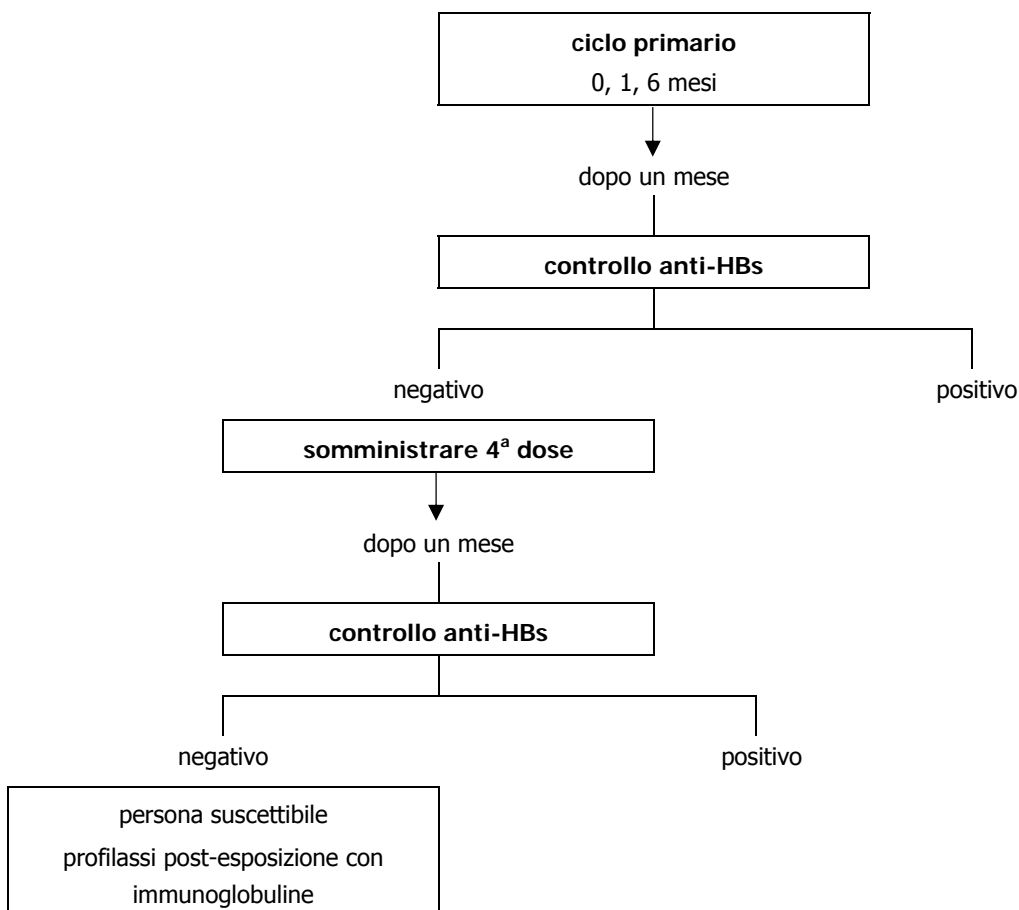 ciclo primario
0, 1, 6 mesi
dopo un mese
controllo anti-HBs
negativo
positivo
somministrare 4ª dose
dopo un mese
controllo anti-HBs
negativo
positivo
persona suscettibile
profilassi post-esposizione con
immunoglobuline